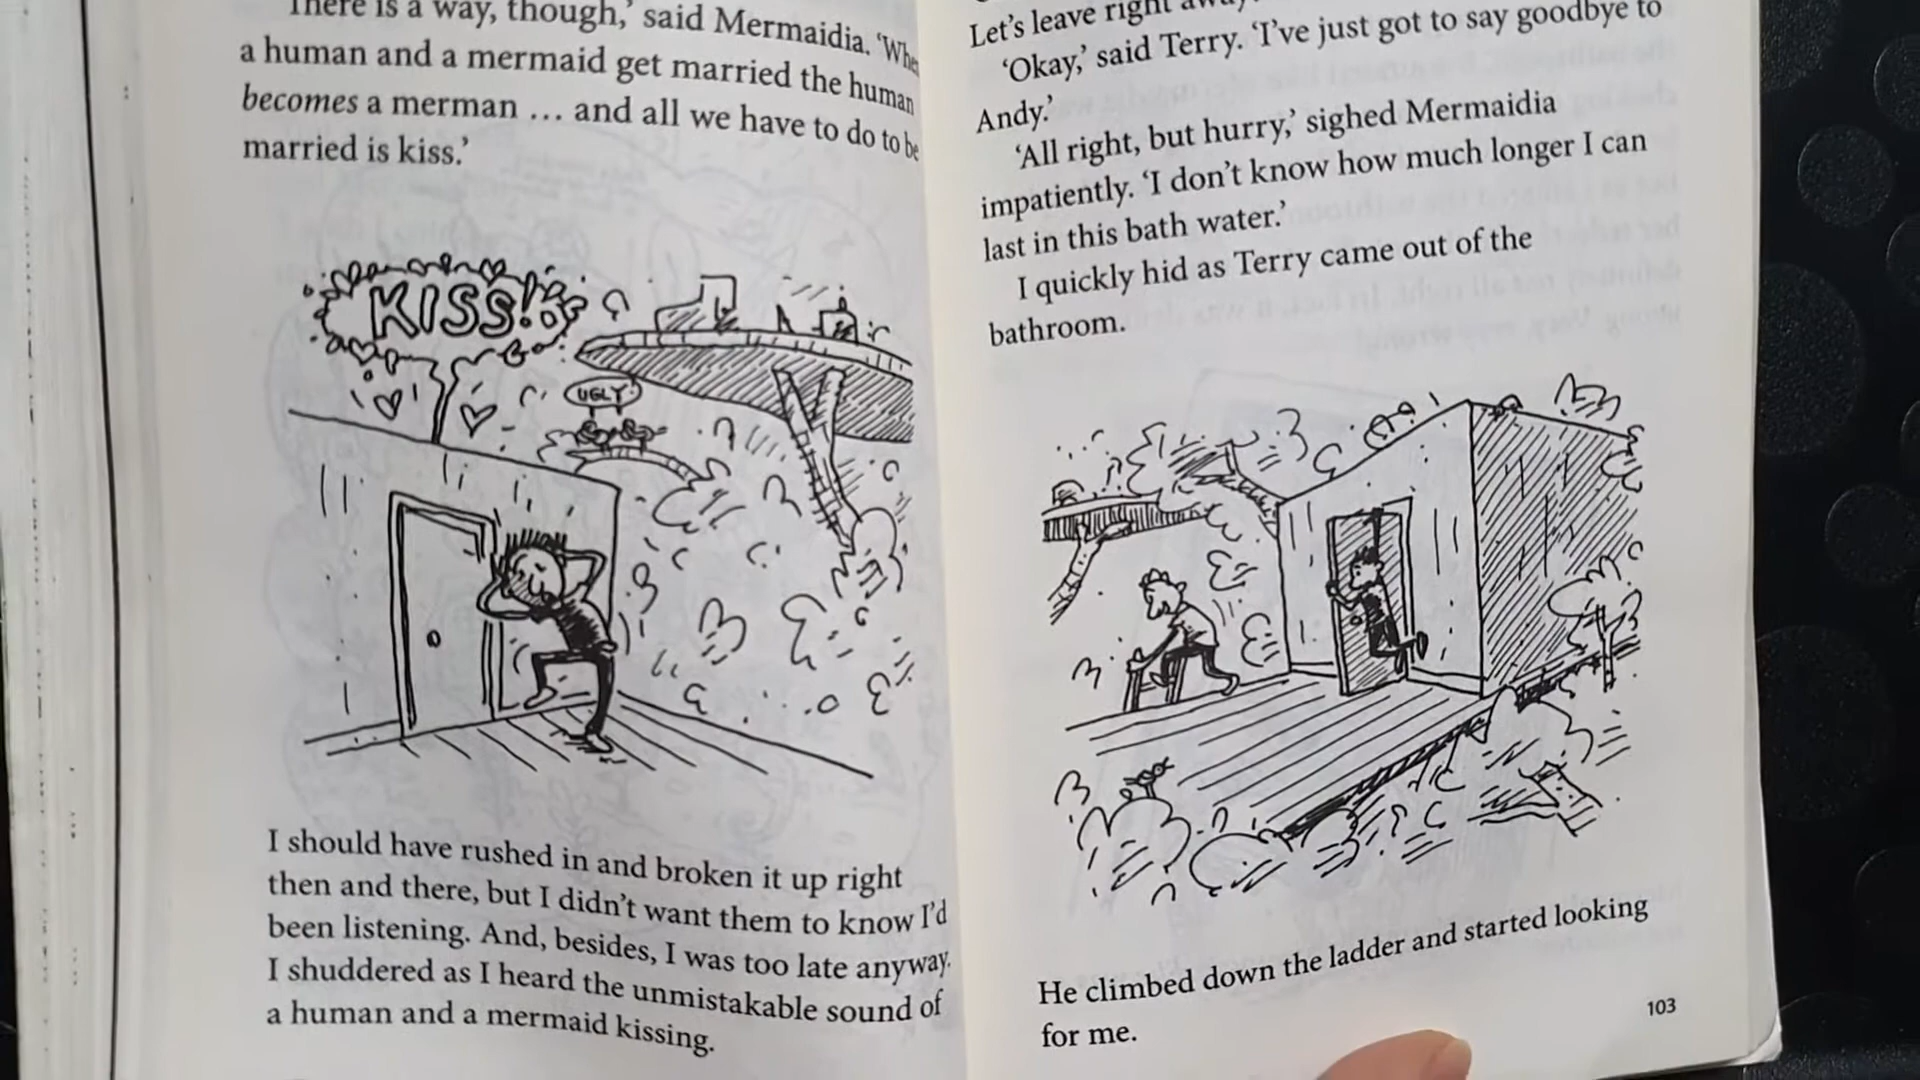 There is a way, though,' said Mermaidia. 'When
a human and a mermaid get married the human
becomes a merman ... and all we have to do to be
married is kiss.'
KISS!
UGLY
I should have rushed in and broken it up right
then and there, but I didn't want them to know I'd
been listening. And, besides, I was too late anyway.
I shuddered as I heard the unmistakable sound of
a human and a mermaid kissing.
Let's leave right away
'Okay,' said Terry. 'I've just got to say goodbye to
Andy.'
'All right, but hurry,' sighed Mermaidia
impatiently. 'I don't know how much longer I can
last in this bath water.'
I quickly hid as Terry came out of the
bathroom.
He climbed down the ladder and started looking
for me.
103